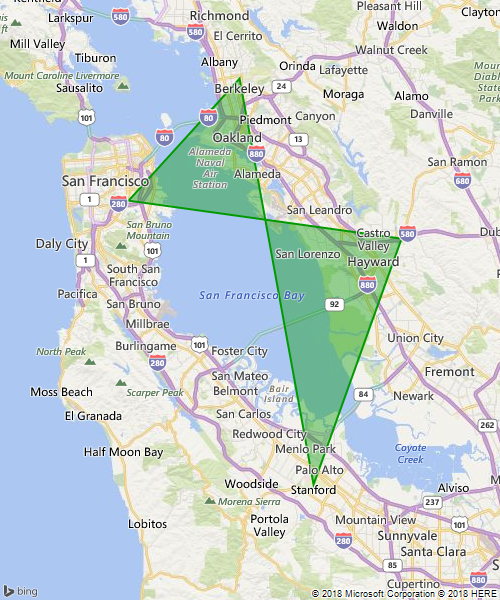 Larkspur
580
Richmond
Pleasant Hill
Clayton
El Cerrito
Waldon
Mill Valley
Tiburon
Albany
Orinda
Lafayette
Walnut Creek
Mount Caroline Livermore
Sausalito
Berkeley
24
Moraga
Alamo
101
80
80
Piedmont
Canyon
Danville
Oakland
13
880
Alameda
Naval
Air
Station
Alameda
San Ramon
680
San Francisco
1
280
San Leandro
Castro
Valley
580
Daly City
San Bruno
Mountain
101
San Lorenzo
Hayward
1
South San
Francisco
880
Pacifica
San Bruno
San Francisco Bay
92
Millbrae
Union City
North Peak
Burlingame
101
Foster City
280
Fremont
Moss Beach
Scarper Peak
San Mateo
Belmont
Bair
Island
84
Newark
El Granada
San Carlos
Redwood City
Half Moon Bay
Menlo Park
Coyote
Creek
Palo Alto
Woodside
Stanford
Alviso
Morena Sierra
237
Lobitos
Portola
Valley
Mountain View
101
280
Sunnyvale
Santa Clara
85
Cupertino
bing
© 2018 Microsoft Corporation © 2018 HERE